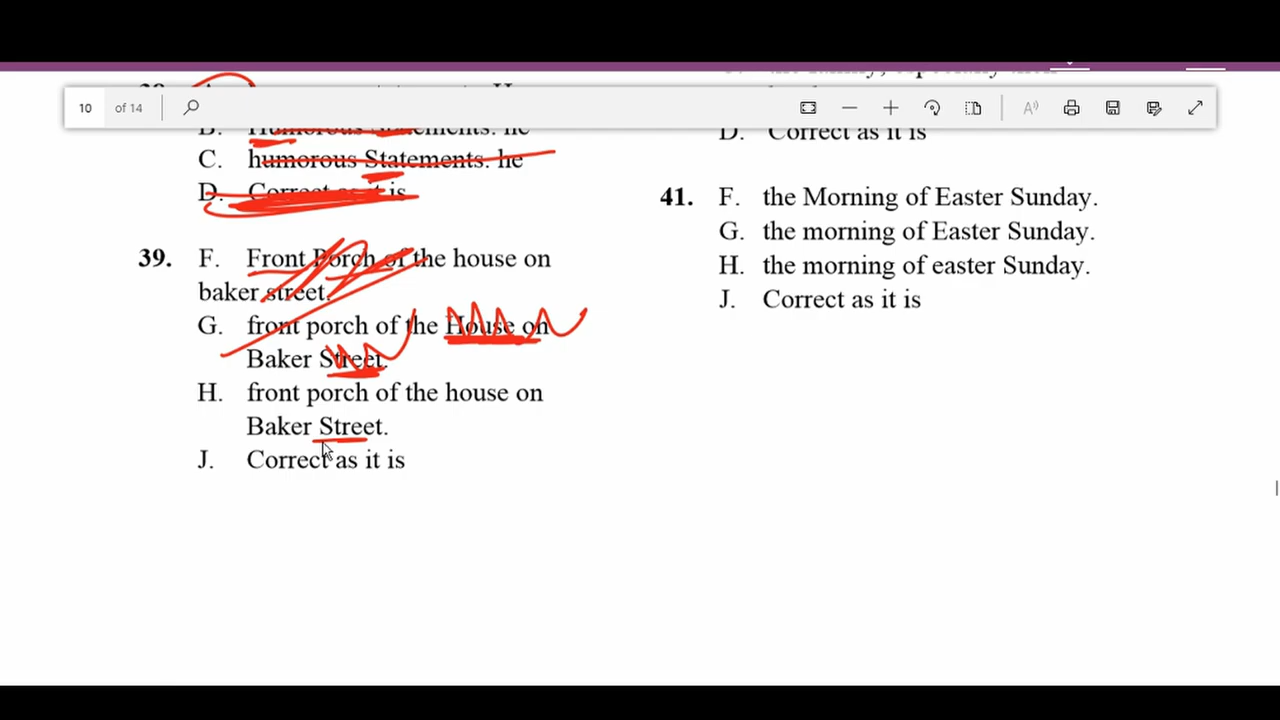 10 of 14
B. Humorous Statements. he
C. humorous Statements. he
D. Correct as it is
39. F. Front Porch of the house on
baker street.
G. front porch of the House on
Baker Street.
H. front porch of the house on
Baker Street.
J. Correct as it is
D. Correct as it is
41. F. the Morning of Easter Sunday.
G. the morning of Easter Sunday.
H. the morning of easter Sunday.
J. Correct as it is